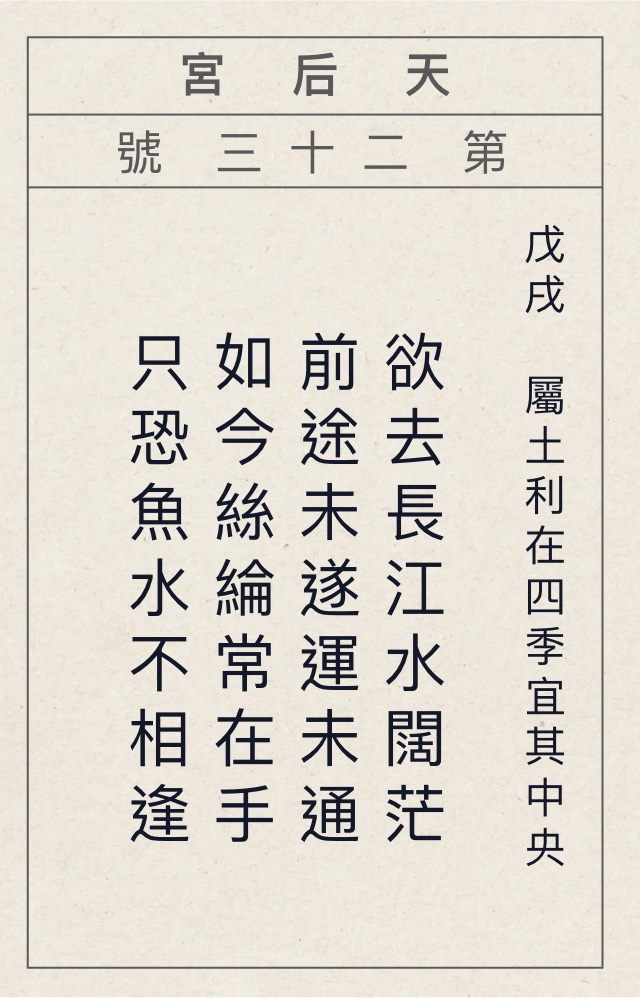 天后宮
第二十三號
戊戌　屬土利在四季宜其中央
欲去長江水闊茫
前途未遂運未通
如今絲綸常在手
只恐魚水不相逢